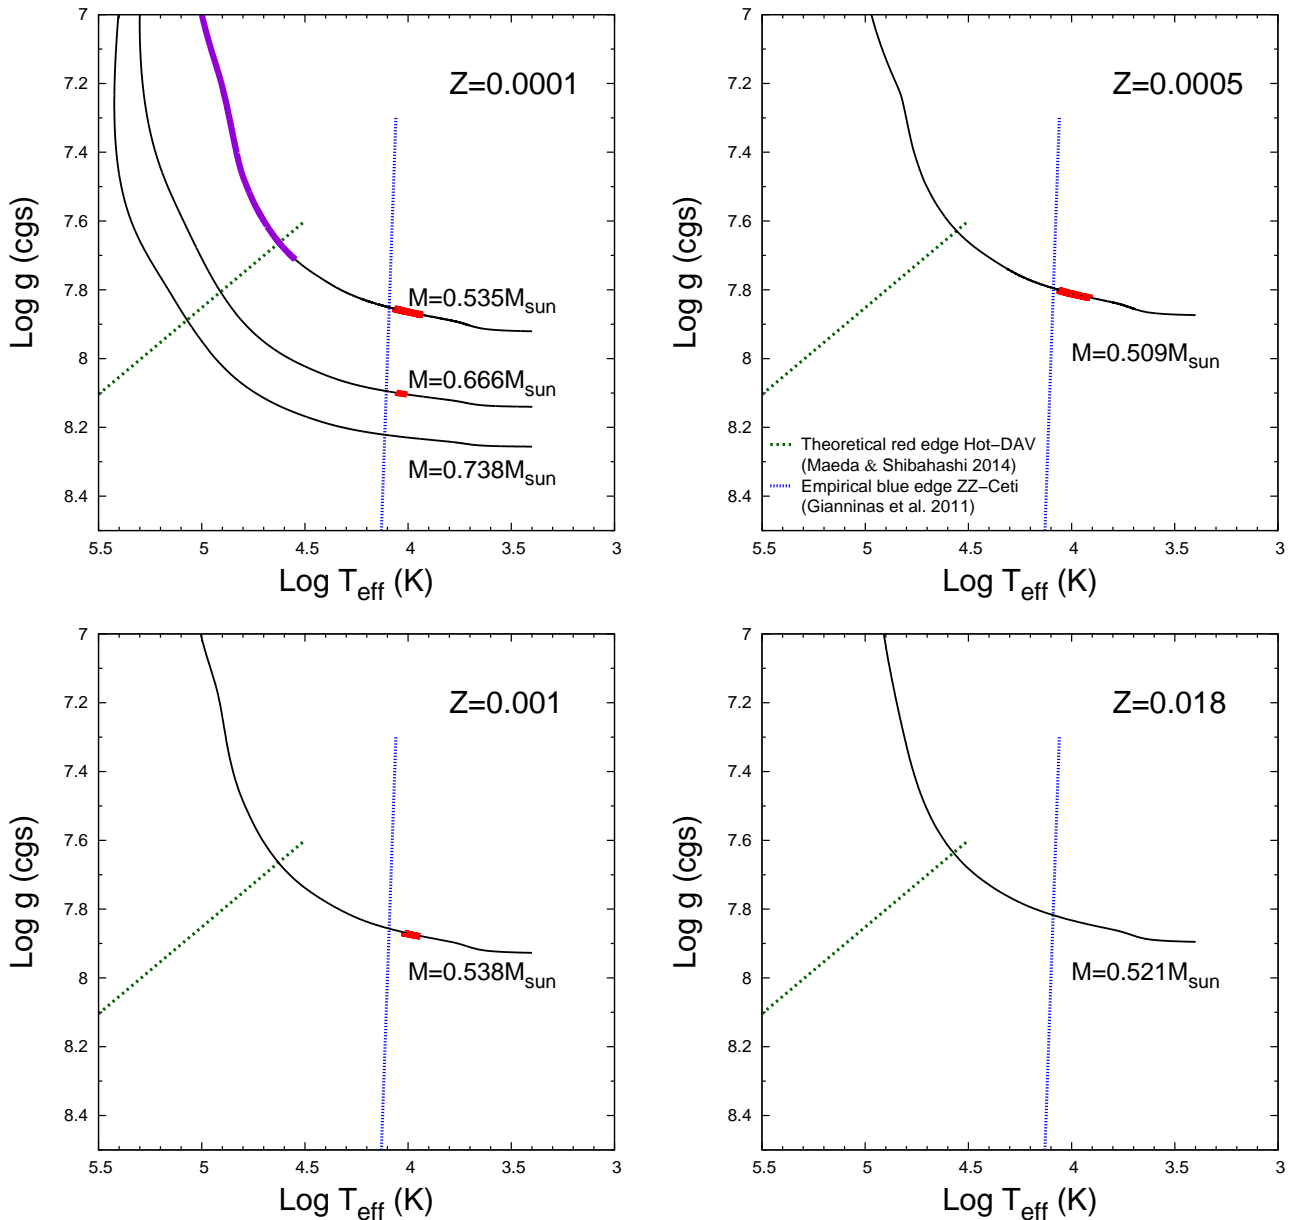 Z=0.0001
M=0.535Msun
M=0.666Msun
M=0.738Msun
7
7.2
7.4
7.6
7.8
8
8.2
8.4
Log g (cgs)
5.5 5 4.5 4 3.5 3
Log Teff (K)
Z=0.0005
M=0.509Msun
Theoretical red edge Hot−DAV
(Maeda & Shibahashi 2014)
Empirical blue edge ZZ−Ceti
(Gianninas et al. 2011)
7
7.2
7.4
7.6
7.8
8
8.2
8.4
Log g (cgs)
5.5 5 4.5 4 3.5 3
Log Teff (K)
Z=0.001
M=0.538Msun
7
7.2
7.4
7.6
7.8
8
8.2
8.4
Log g (cgs)
5.5 5 4.5 4 3.5 3
Log Teff (K)
Z=0.018
M=0.521Msun
7
7.2
7.4
7.6
7.8
8
8.2
8.4
Log g (cgs)
5.5 5 4.5 4 3.5 3
Log Teff (K)